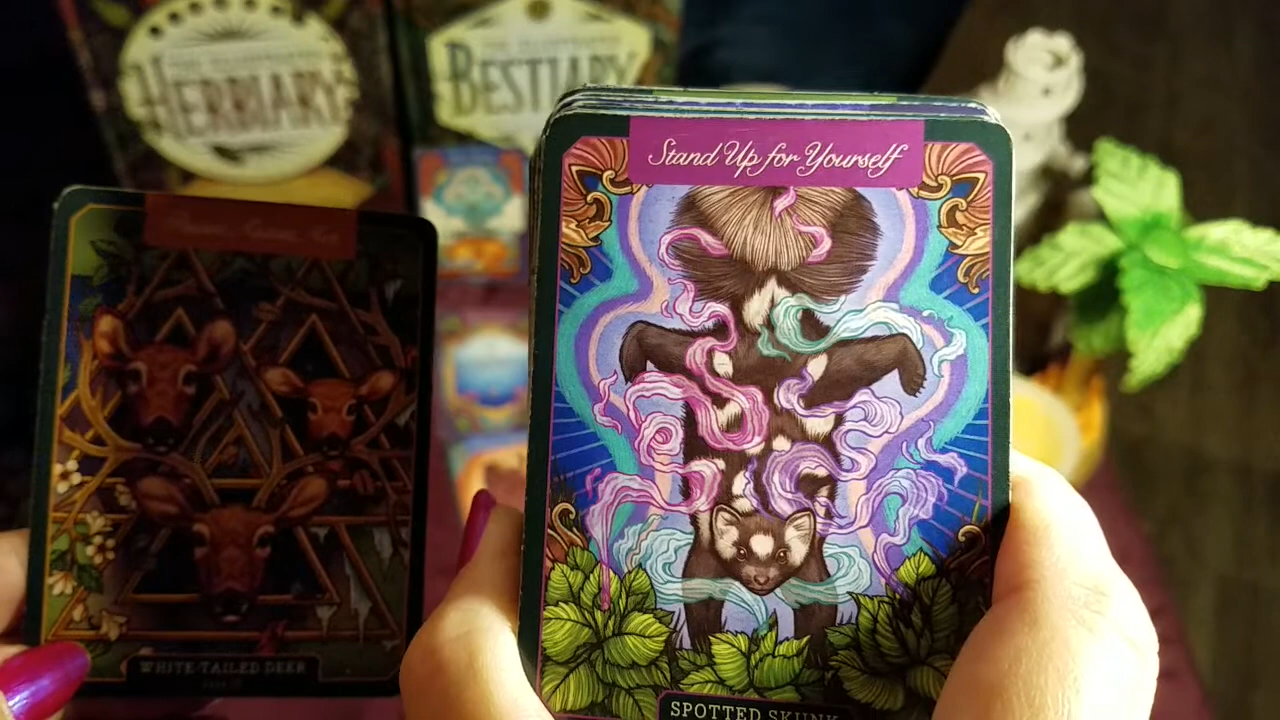 HERBIARY
BESTIARY
Stand Up for Yourself
WHITE-TAILED DEER
SPOTTED SKUNK